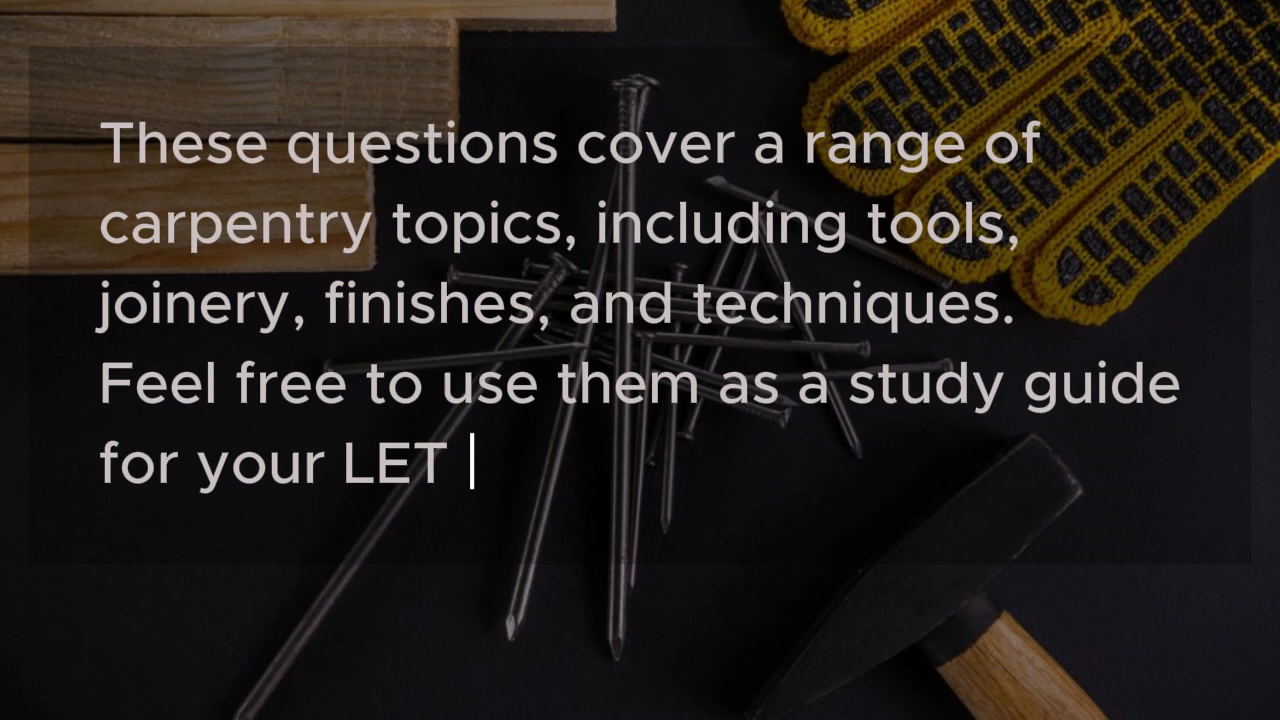 These questions cover a range of
carpentry topics, including tools,
joinery, finishes, and techniques.
Feel free to use them as a study guide
for your LET